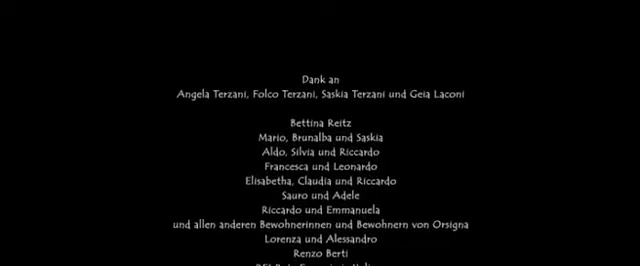 Dank an
Angela Terzani, Folco Terzani, Saskia Terzani und Geia Laconi
Bettina Reitz
Mario, Brunalba und Saskia
Aldo, Silvia und Riccardo
Francesca und Leonardo
Elisabetha, Claudia und Riccardo
Sauro und Adele
Riccardo und Emmanuela
und allen anderen Bewohnerinnen und Bewohnern von Orsigna
Lorenza und Alessandro
Renzo Berti